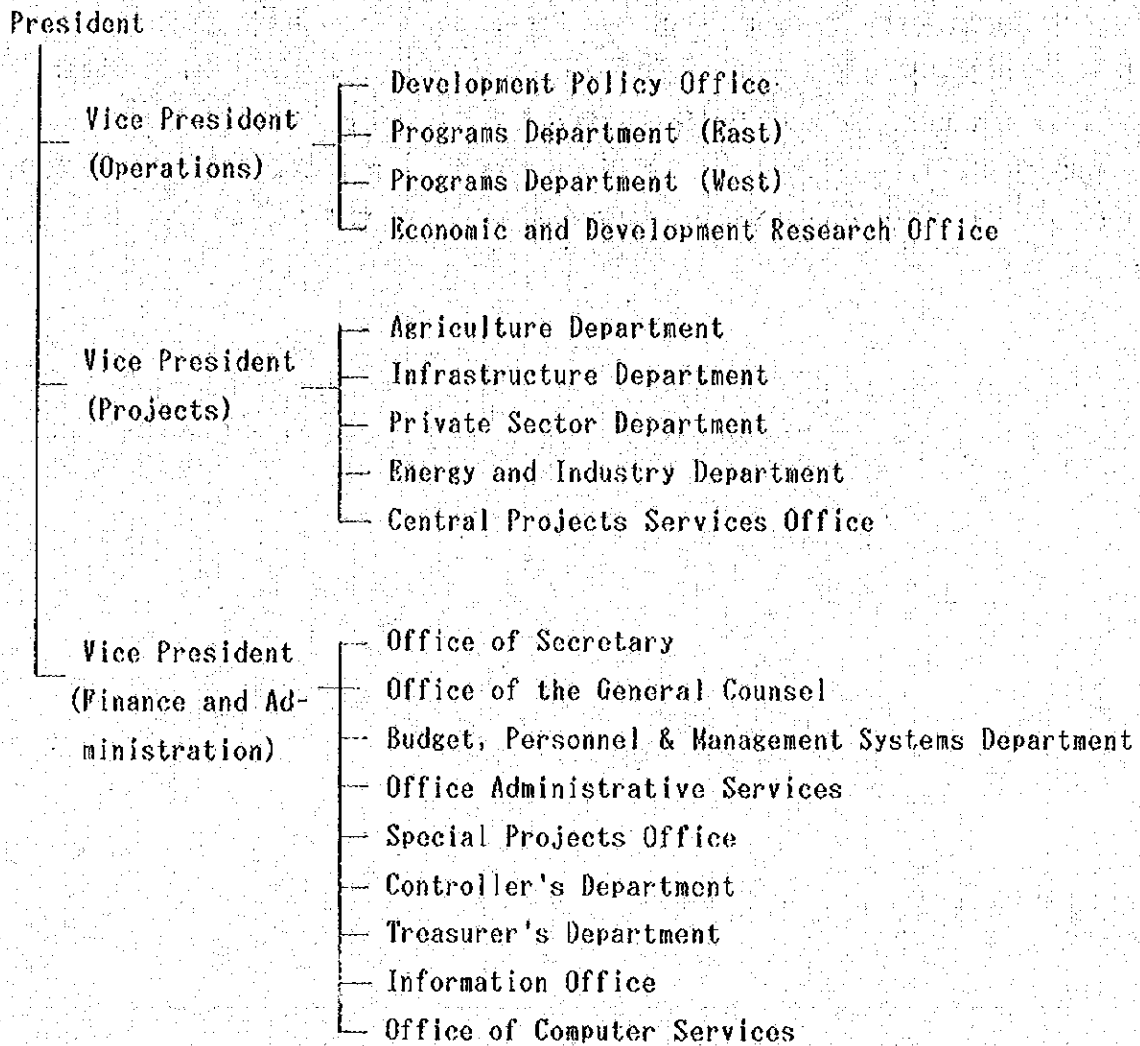 President
Vice President
(Operations)
Development Policy Office
Programs Department (East)
Programs Department (West)
Economic and Development Research Office
Vice President
(Projects)
Agriculture Department
Infrastructure Department
Private Sector Department
Energy and Industry Department
Central Projects Services Office
Vice President
(Finance and Ad-
ministration)
Office of Secretary
Office of the General Counsel
Budget, Personnel & Management Systems Department
Office Administrative Services
Special Projects Office
Controller's Department
Treasurer's Department
Information Office
Office of Computer Services